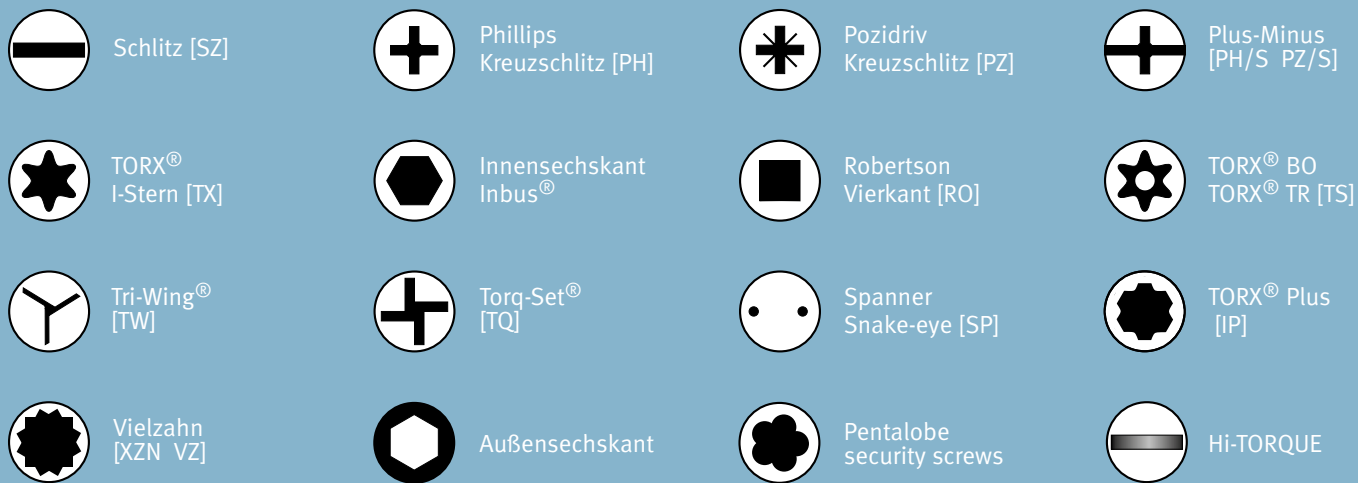 Schlitz [SZ]
Phillips
Kreuzschlitz [PH]
Pozidriv
Kreuzschlitz [PZ]
Plus-Minus
[PH/S PZ/S]
TORX®
I-Stern [TX]
Innensechskant
Inbus®
Robertson
Vierkant [RO]
TORX® BO
TORX® TR [TS]
Tri-Wing®
[TW]
Torq-Set®
[TQ]
Spanner
Snake-eye [SP]
TORX® Plus
[IP]
Vielzahn
[XZN VZ]
Außensechskant
Pentalobe
security screws
Hi-TORQUE